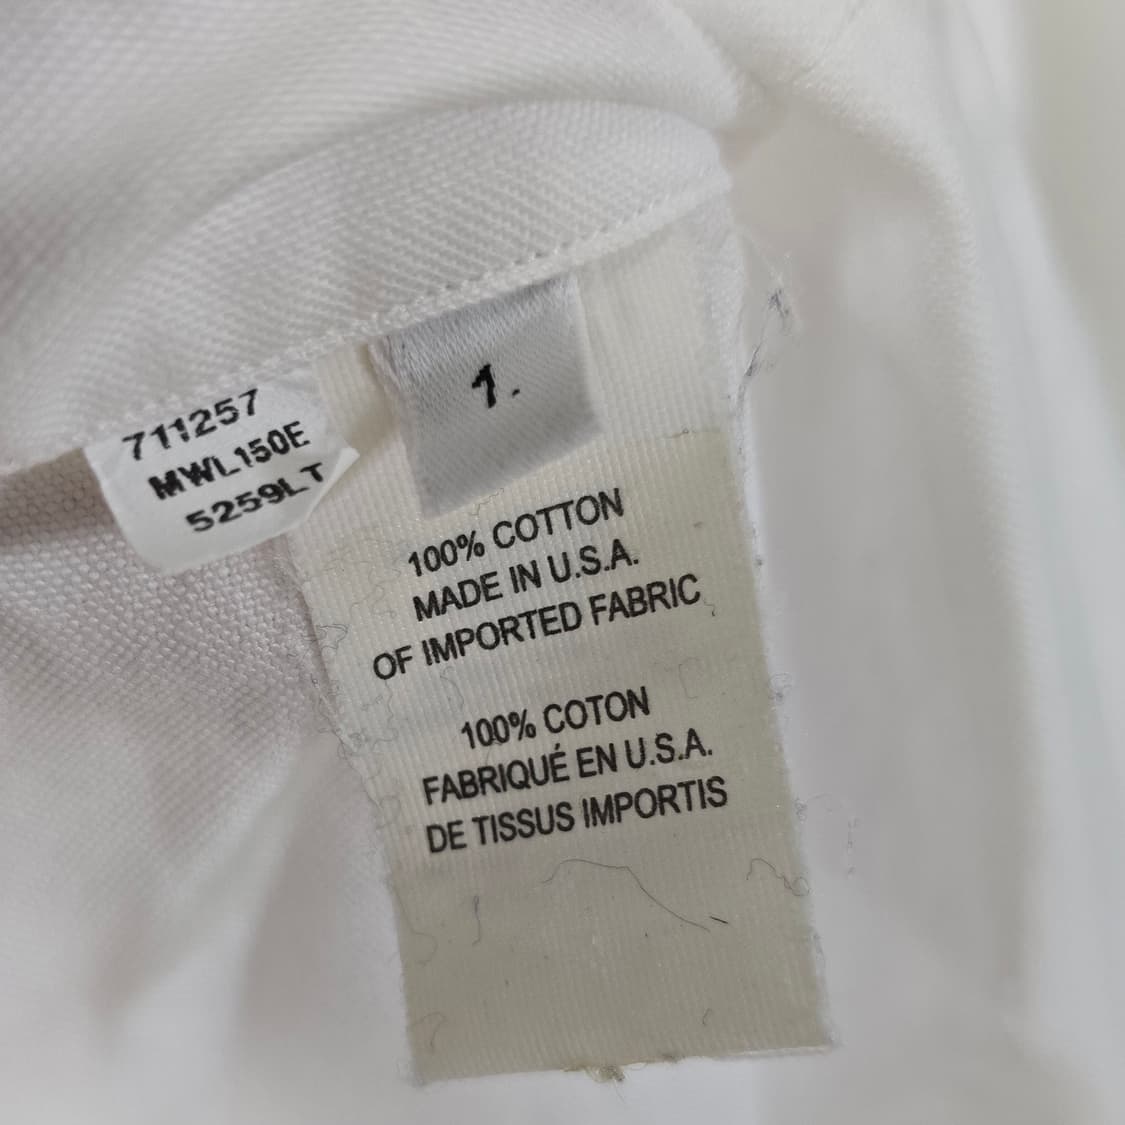 711257
MWL150E
5259LT
1.
100% COTTON
MADE IN U.S.A.
OF IMPORTED FABRIC
100% COTON
FABRIQUÉ EN U.S.A.
DE TISSUS IMPORTIS